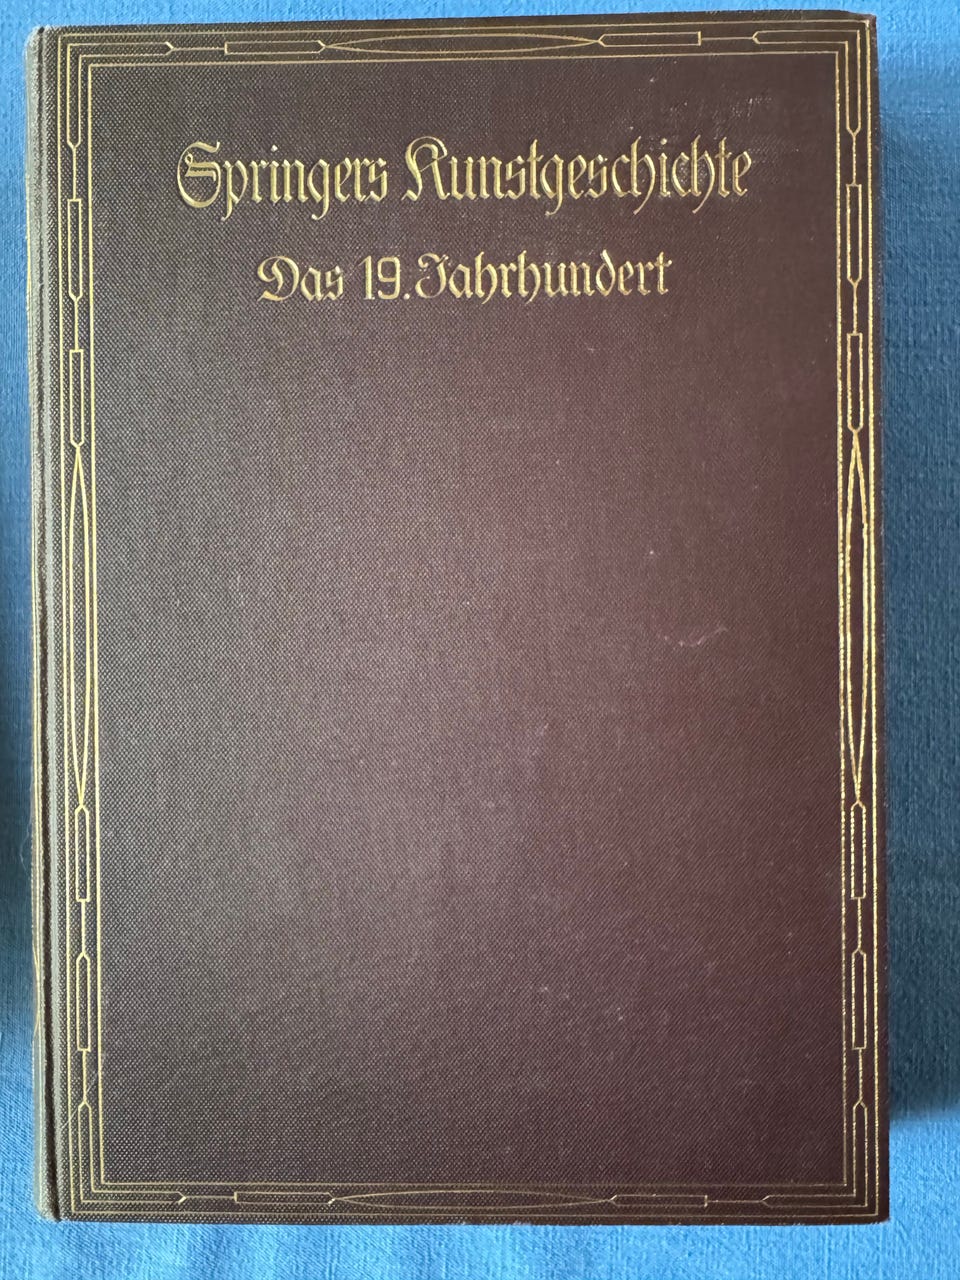 Springers Kunstgeschichte
Das 19. Jahrhundert